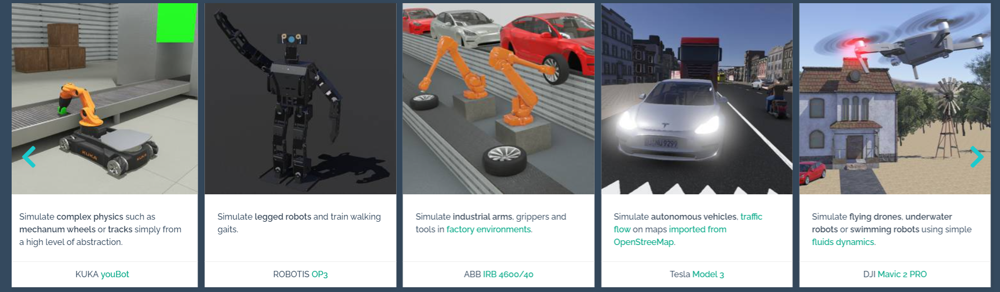 KUKA
KUKA
Simulate complex physics such as
mechanum wheels or tracks simply from
a high level of abstraction.
KUKA youBot
Simulate legged robots and train walking
gaits.
ROBOTIS OP3
Simulate industrial arms, grippers and
tools in factory environments.
ABB IRB 4600/40
Simulate autonomous vehicles, traffic
flow on maps imported from
OpenStreeMap.
Tesla Model 3
Simulate flying drones, underwater
robots or swimming robots using simple
fluids dynamics.
DJI Mavic 2 PRO